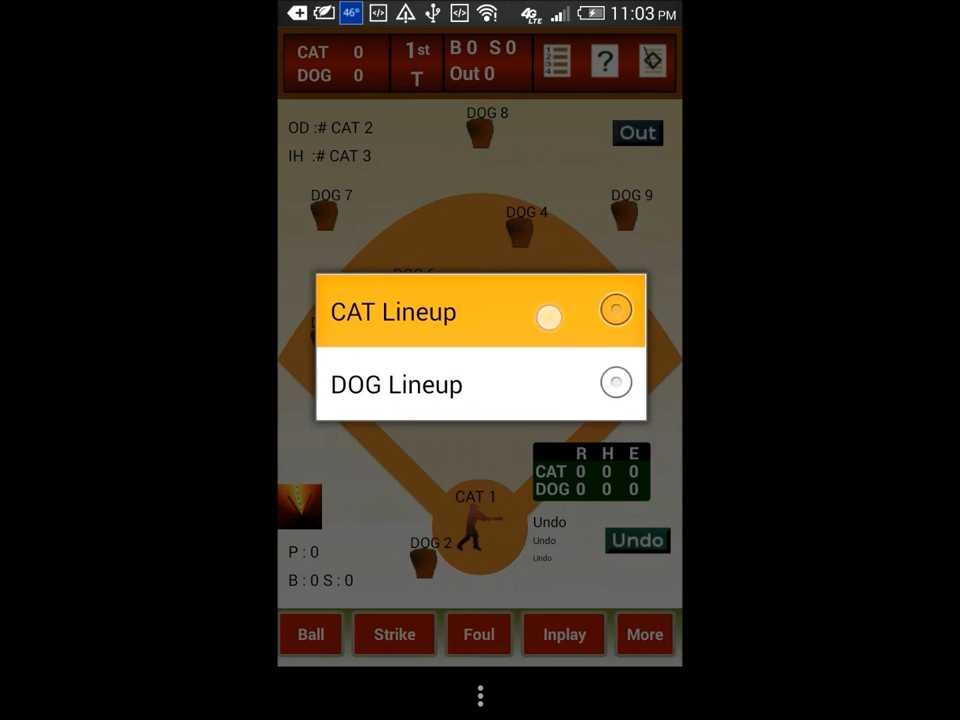 46° 4G LTE 11:03 PM
CAT 0 1st B 0 S 0
DOG 0 T Out 0 ?
DOG 8
OD :# CAT 2 Out
IH :# CAT 3
DOG 7 DOG 9
DOG 4
CAT Lineup
DOG Lineup
R H E
CAT 0 0 0
DOG 0 0 0
CAT 1
Undo
DOG 2 Undo Undo
Undo
P : 0
B : 0 S : 0
Ball Strike Foul Inplay More